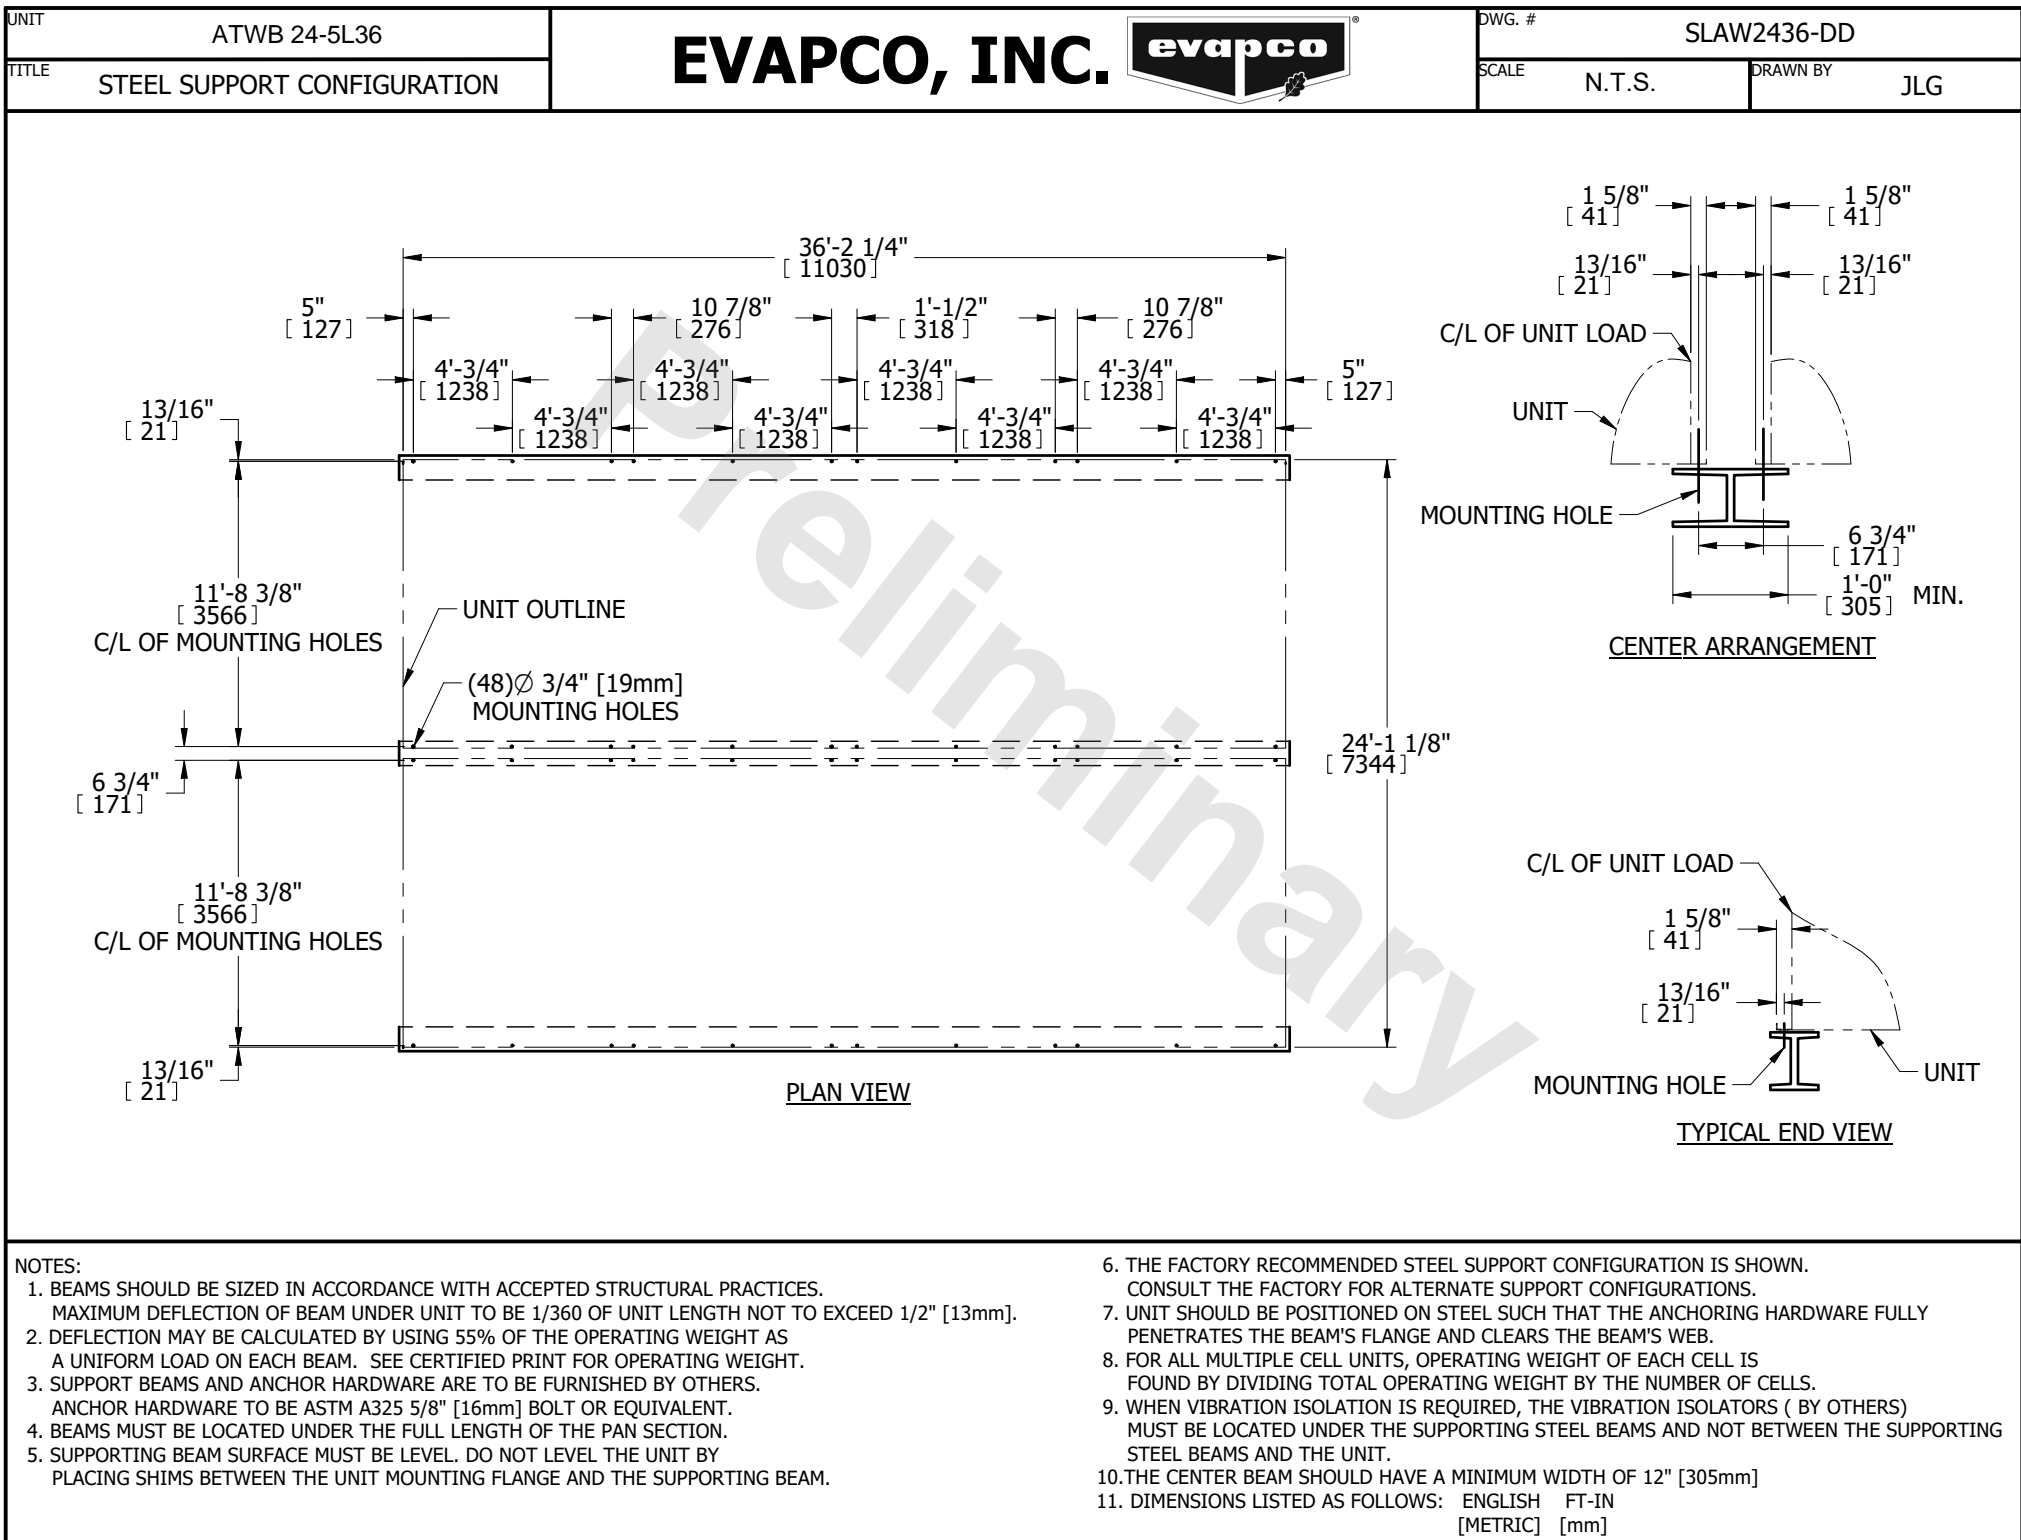 UNIT
ATWB 24-5L36
TITLE
STEEL SUPPORT CONFIGURATION
EVAPCO, INC.
evapco
®
DWG. #
SLAW2436-DD
SCALE
N.T.S.
DRAWN BY
JLG
36'-2 1/4"
[ 11030 ]
5"
[ 127 ]
10 7/8"
[ 276 ]
1'-1/2"
[ 318 ]
10 7/8"
[ 276 ]
4'-3/4"
[ 1238 ]
4'-3/4"
[ 1238 ]
4'-3/4"
[ 1238 ]
4'-3/4"
[ 1238 ]
5"
[ 127 ]
4'-3/4"
[ 1238 ]
4'-3/4"
[ 1238 ]
4'-3/4"
[ 1238 ]
4'-3/4"
[ 1238 ]
13/16"
[ 21 ]
11'-8 3/8"
[ 3566 ]
C/L OF MOUNTING HOLES
UNIT OUTLINE
(48)∅ 3/4" [19mm]
MOUNTING HOLES
6 3/4"
[ 171 ]
24'-1 1/8"
[ 7344 ]
11'-8 3/8"
[ 3566 ]
C/L OF MOUNTING HOLES
13/16"
[ 21 ]
PLAN VIEW
Preliminary
1 5/8"
[ 41 ]
1 5/8"
[ 41 ]
13/16"
[ 21 ]
13/16"
[ 21 ]
C/L OF UNIT LOAD
UNIT
MOUNTING HOLE
6 3/4"
[ 171 ]
1'-0"
[ 305 ] MIN.
CENTER ARRANGEMENT
C/L OF UNIT LOAD
1 5/8"
[ 41 ]
13/16"
[ 21 ]
MOUNTING HOLE
UNIT
TYPICAL END VIEW
NOTES:
1. BEAMS SHOULD BE SIZED IN ACCORDANCE WITH ACCEPTED STRUCTURAL PRACTICES.
MAXIMUM DEFLECTION OF BEAM UNDER UNIT TO BE 1/360 OF UNIT LENGTH NOT TO EXCEED 1/2" [13mm].
2. DEFLECTION MAY BE CALCULATED BY USING 55% OF THE OPERATING WEIGHT AS
A UNIFORM LOAD ON EACH BEAM. SEE CERTIFIED PRINT FOR OPERATING WEIGHT.
3. SUPPORT BEAMS AND ANCHOR HARDWARE ARE TO BE FURNISHED BY OTHERS.
ANCHOR HARDWARE TO BE ASTM A325 5/8" [16mm] BOLT OR EQUIVALENT.
4. BEAMS MUST BE LOCATED UNDER THE FULL LENGTH OF THE PAN SECTION.
5. SUPPORTING BEAM SURFACE MUST BE LEVEL. DO NOT LEVEL THE UNIT BY
PLACING SHIMS BETWEEN THE UNIT MOUNTING FLANGE AND THE SUPPORTING BEAM.
6. THE FACTORY RECOMMENDED STEEL SUPPORT CONFIGURATION IS SHOWN.
CONSULT THE FACTORY FOR ALTERNATE SUPPORT CONFIGURATIONS.
7. UNIT SHOULD BE POSITIONED ON STEEL SUCH THAT THE ANCHORING HARDWARE FULLY
PENETRATES THE BEAM'S FLANGE AND CLEARS THE BEAM'S WEB.
8. FOR ALL MULTIPLE CELL UNITS, OPERATING WEIGHT OF EACH CELL IS
FOUND BY DIVIDING TOTAL OPERATING WEIGHT BY THE NUMBER OF CELLS.
9. WHEN VIBRATION ISOLATION IS REQUIRED, THE VIBRATION ISOLATORS ( BY OTHERS)
MUST BE LOCATED UNDER THE SUPPORTING STEEL BEAMS AND NOT BETWEEN THE SUPPORTING
STEEL BEAMS AND THE UNIT.
10.THE CENTER BEAM SHOULD HAVE A MINIMUM WIDTH OF 12" [305mm]
11. DIMENSIONS LISTED AS FOLLOWS: ENGLISH FT-IN
[METRIC] [mm]